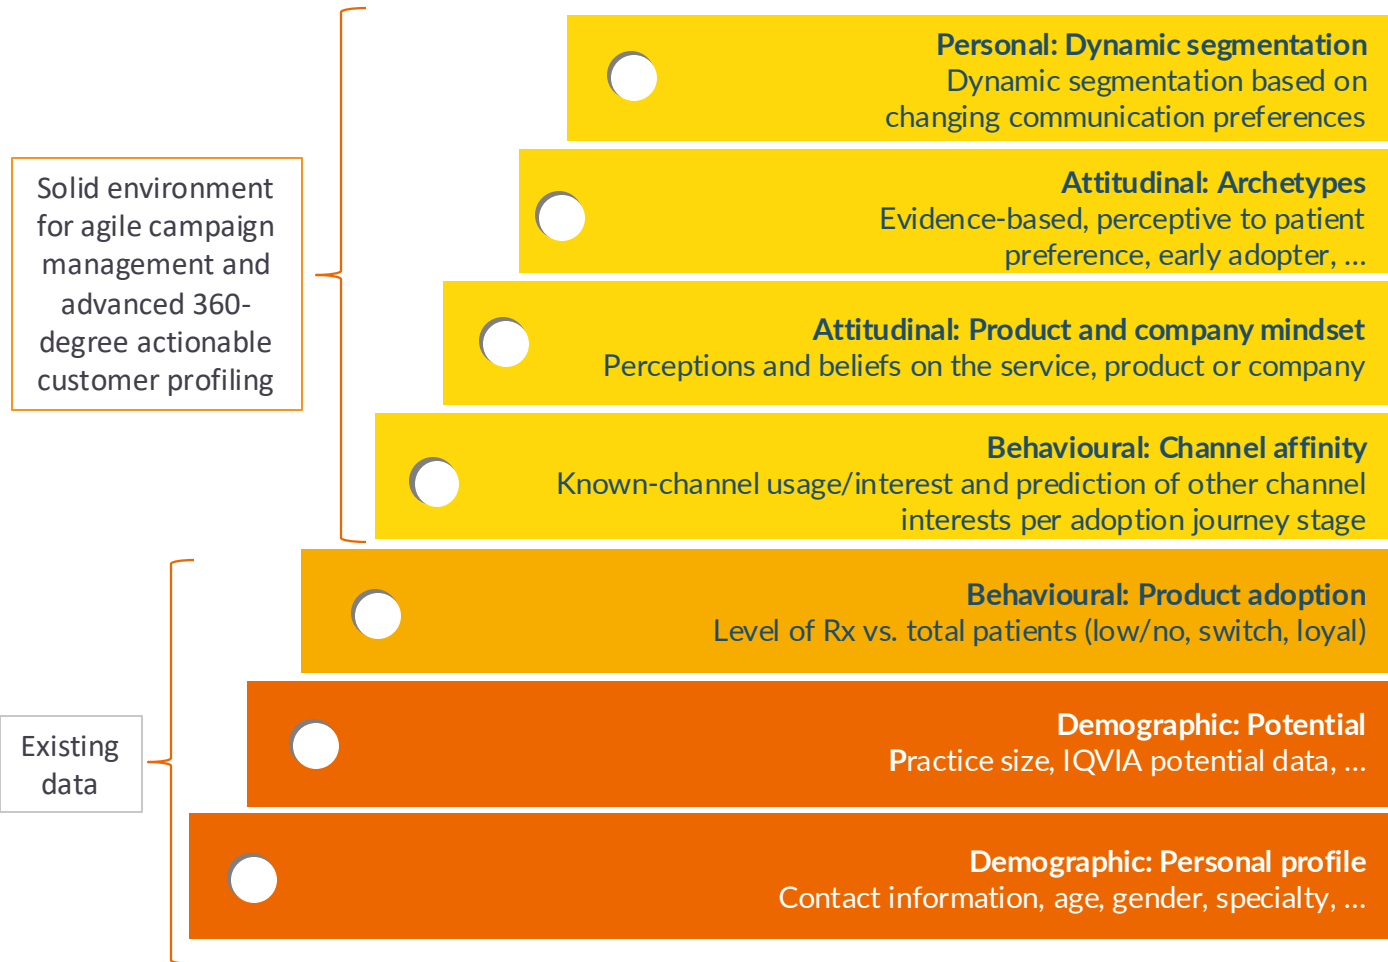 Personal: Dynamic segmentation
Dynamic segmentation based on
changing communication preferences
Attitudinal: Archetypes
Evidence-based, perceptive to patient
preference, early adopter, ...
Solid environment
for agile campaign
management and
advanced 360-
degree actionable
customer profiling
Attitudinal: Product and company mindset
Perceptions and beliefs on the service, product or company
Behavioural: Channel affinity
Known-channel usage/interest and prediction of other channel
interests per adoption journey stage
Behavioural: Product adoption
Level of Rx vs. total patients (low/no, switch, loyal)
Existing
data
Demographic: Potential
Practice size, IQVIA potential data, ...
Demographic: Personal profile
Contact information, age, gender, specialty, ...